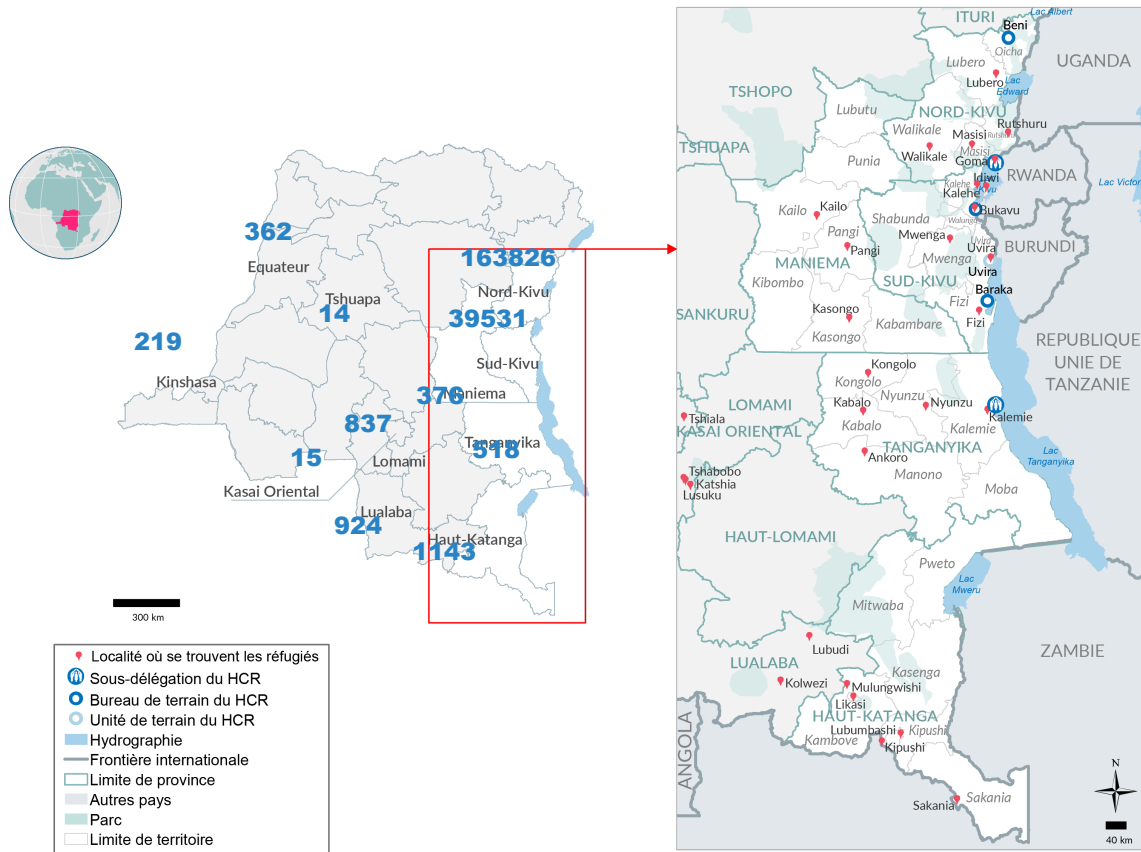 362
Equateur
Tshuapa
14
219
Kinshasa
163826
Nord-Kivu
39531
Sud-Kivu
376
Maniema
837
Tanganyika
518
15
Lomami
Kasai Oriental
Lualaba
924
Haut-Katanga
1143
300 km
Localité où se trouvent les réfugiés
Sous-délégation du HCR
Bureau de terrain du HCR
Unité de terrain du HCR
Hydrographie
Frontière internationale
Limite de province
Autres pays
Parc
Limite de territoire
ITURI
Lac Albert
Beni
Oicha
UGANDA
Lubero
Lubero
Lac
Edward
TSHOPO
Lubutu
NORD-KIVU
Rutshuru
Walikale
Masisi
Rutshuru
TSHUAPA
Masisi
Walikale
Punia
Goma
Idjwi
RWANDA
Lac Victor
Kalehe
Kalehe
Kivu
Kailo
Kailo
Shabunda
Bukavu
Walungu
Pangi
Mwenga
Uvira
Pangi
Uvira
BURUNDI
MANIEMA
Mwenga
Uvira
Kibombo
SUD-KIVU
Baraka
Fizi
Kasongo
Fizi
SANKURU
Kabambare
Kasongo
REPUBLIQUE
UNIE DE
TANZANIE
Kongolo
Kongolo
Nyunzu
LOMAMI
Kabalo
Nyunzu
Tshiala
Kalemie
KASAI ORIENTAL
Kabalo
Kalemie
TANGANYIKA
Ankoro
Lac
Tanganyika
Tshabobo
Manono
Katshia
Lusuku
Moba
HAUT-LOMAMI
Pweto
Lac
Mweru
Mitwaba
Lubudi
ZAMBIE
LUALABA
Kasenga
Kolwezi
Mulungwishi
Likasi
HAUT-KATANGA
Lubumbashi
Kipushi
Kambove
Kipushi
ANGOLA
N
Sakania
Sakania
40 km